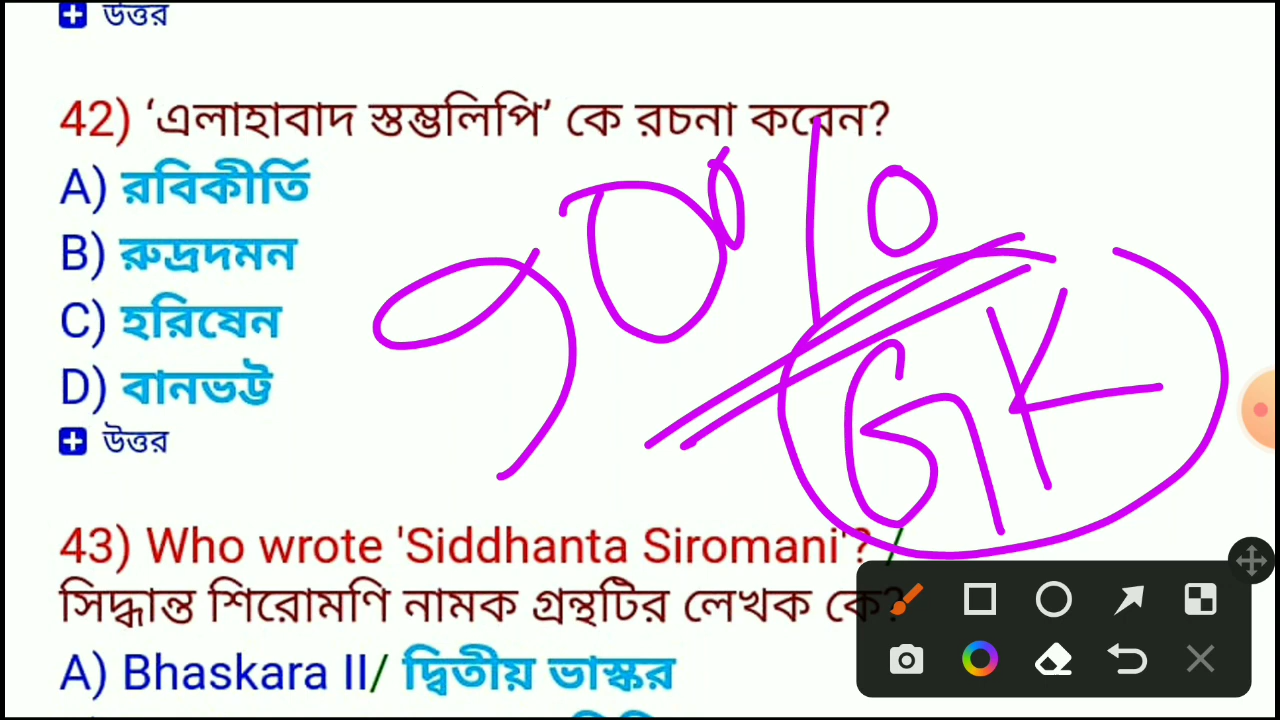 উত্তর
42) ‘এলাহাবাদ স্তম্ভলিপি’ কে রচনা করেন?
A) রবিকীর্তি
B) রুদ্রদমন
C) হরিষেন
D) বানভট্ট
উত্তর
90%
GK
43) Who wrote 'Siddhanta Siromani'? /
সিদ্ধান্ত শিরোমণি নামক গ্রন্থটির লেখক কে?
A) Bhaskara II/ দ্বিতীয় ভাস্কর